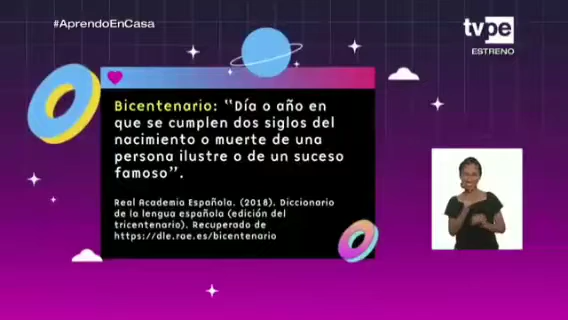 #AprendoEnCasa
tvpe
ESTRENO
Bicentenario: "Día o año en
que se cumplen dos siglos del
nacimiento o muerte de una
persona ilustre o de un suceso
famoso".
Real Academia Española. (2018). Diccionario
de la lengua española (edición del
tricentenario). Recuperado de
https://dle.rae.es/bicentenario